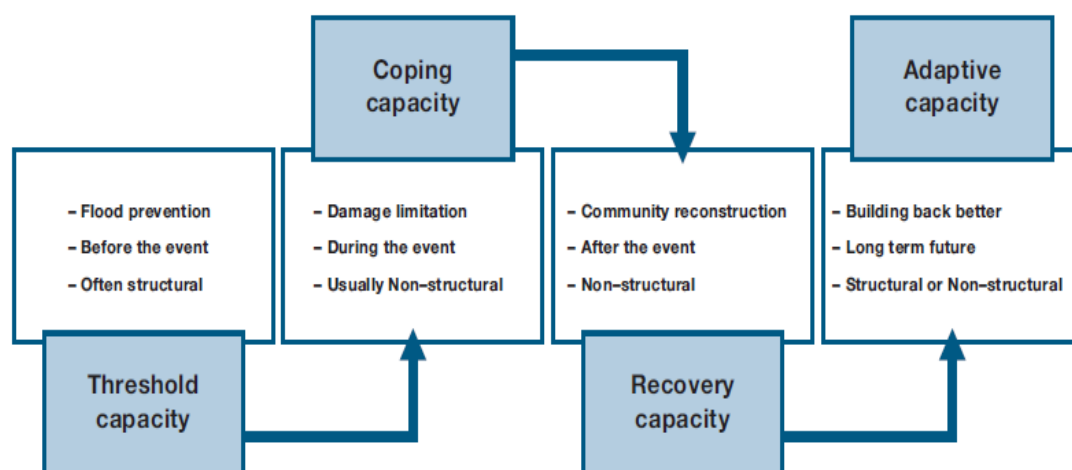 Coping
capacity
Adaptive
capacity
– Flood prevention
– Before the event
– Often structural
– Damage limitation
– During the event
– Usually Non–structural
– Community reconstruction
– After the event
– Non–structural
– Building back better
– Long term future
– Structural or Non–structural
Threshold
capacity
Recovery
capacity